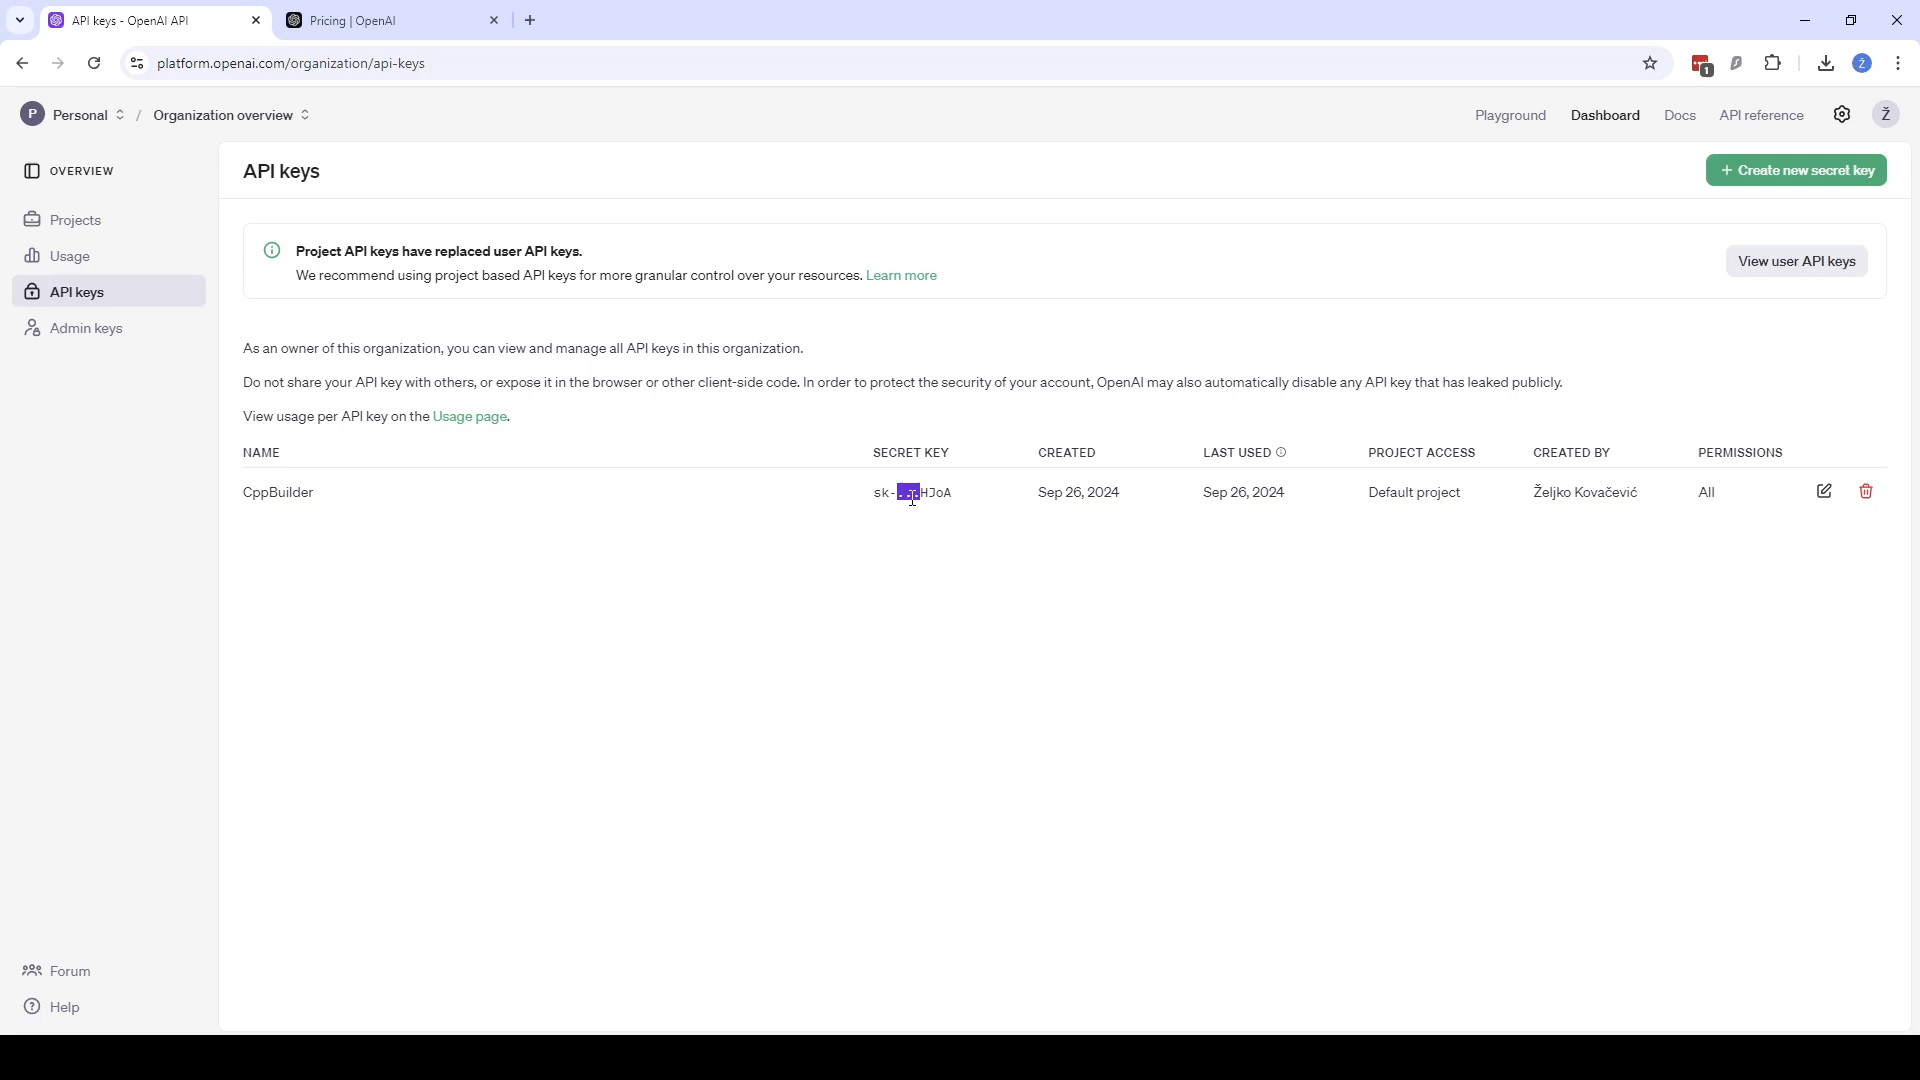 API keys - OpenAI API
Pricing | OpenAI
platform.openai.com/organization/api-keys
1
Ž
P Personal / Organization overview
Playground Dashboard Docs API reference Ž
OVERVIEW
Projects
Usage
API keys
Admin keys
Forum
Help
API keys
+ Create new secret key
Project API keys have replaced user API keys.
We recommend using project based API keys for more granular control over your resources. Learn more
View user API keys
As an owner of this organization, you can view and manage all API keys in this organization.
Do not share your API key with others, or expose it in the browser or other client-side code. In order to protect the security of your account, OpenAI may also automatically disable any API key that has leaked publicly.
View usage per API key on the Usage page.
NAME SECRET KEY CREATED LAST USED PROJECT ACCESS CREATED BY PERMISSIONS
CppBuilder sk-...HJoA Sep 26, 2024 Sep 26, 2024 Default project Željko Kovačević All